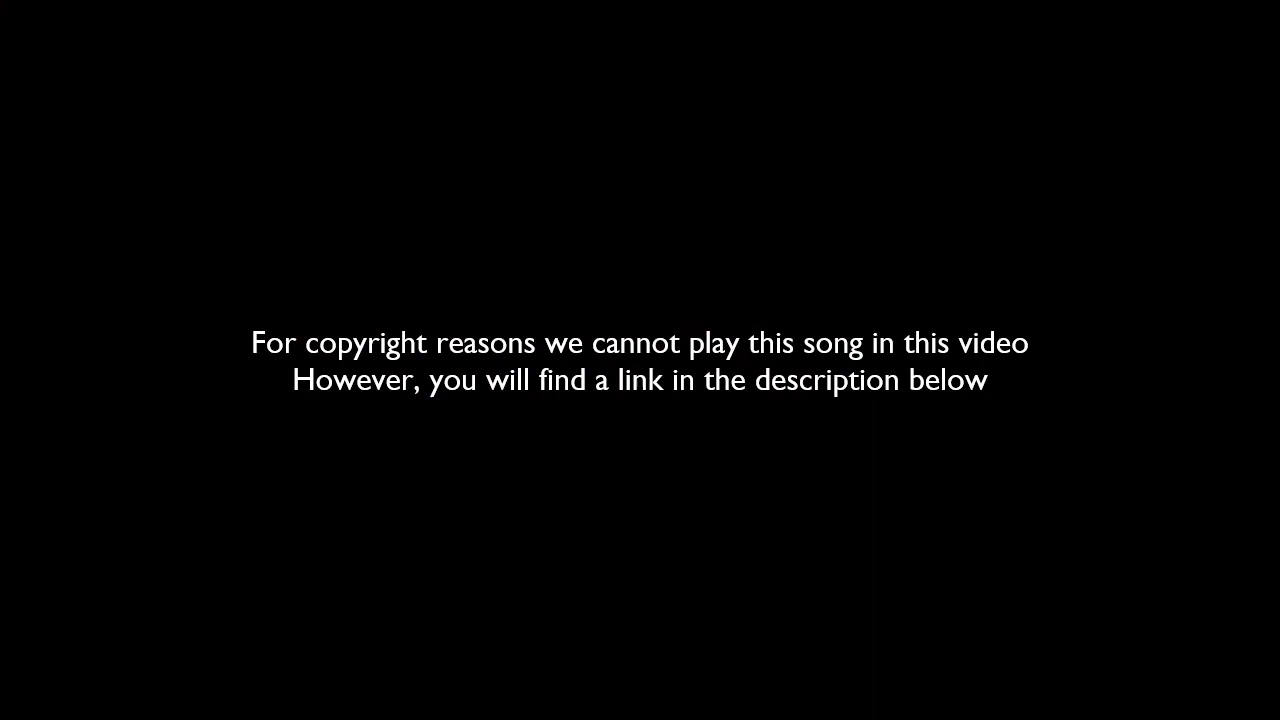 For copyright reasons we cannot play this song in this video
However, you will find a link in the description below